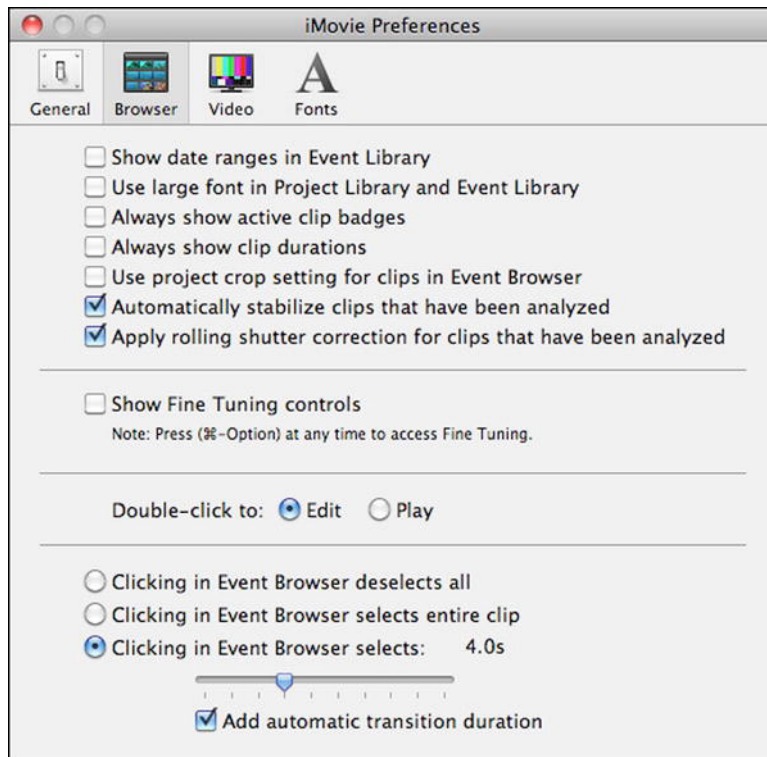 iMovie Preferences
General Browser Video Fonts
Show date ranges in Event Library
Use large font in Project Library and Event Library
Always show active clip badges
Always show clip durations
Use project crop setting for clips in Event Browser
Automatically stabilize clips that have been analyzed
Apply rolling shutter correction for clips that have been analyzed
Show Fine Tuning controls
Note: Press (⌘-Option) at any time to access Fine Tuning.
Double-click to: Edit Play
Clicking in Event Browser deselects all
Clicking in Event Browser selects entire clip
Clicking in Event Browser selects: 4.0s
Add automatic transition duration